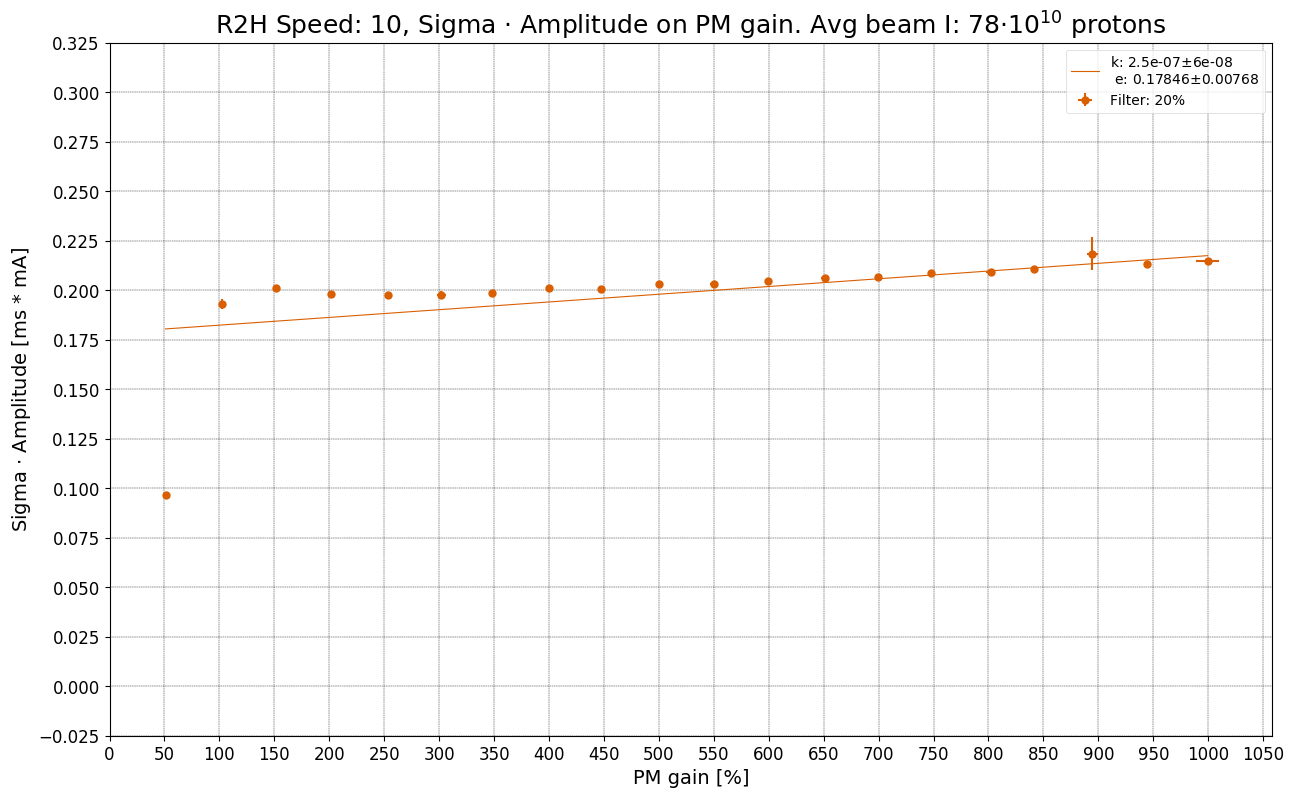 R2H Speed: 10, Sigma · Amplitude on PM gain. Avg beam I: 78·10^10 protons
k: 2.5e-07±6e-08
e: 0.17846±0.00768
Filter: 20%
Sigma · Amplitude [ms * mA]
0.325
0.300
0.275
0.250
0.225
0.200
0.175
0.150
0.125
0.100
0.075
0.050
0.025
0.000
−0.025
0 50 100 150 200 250 300 350 400 450 500 550 600 650 700 750 800 850 900 950 1000 1050
PM gain [%]